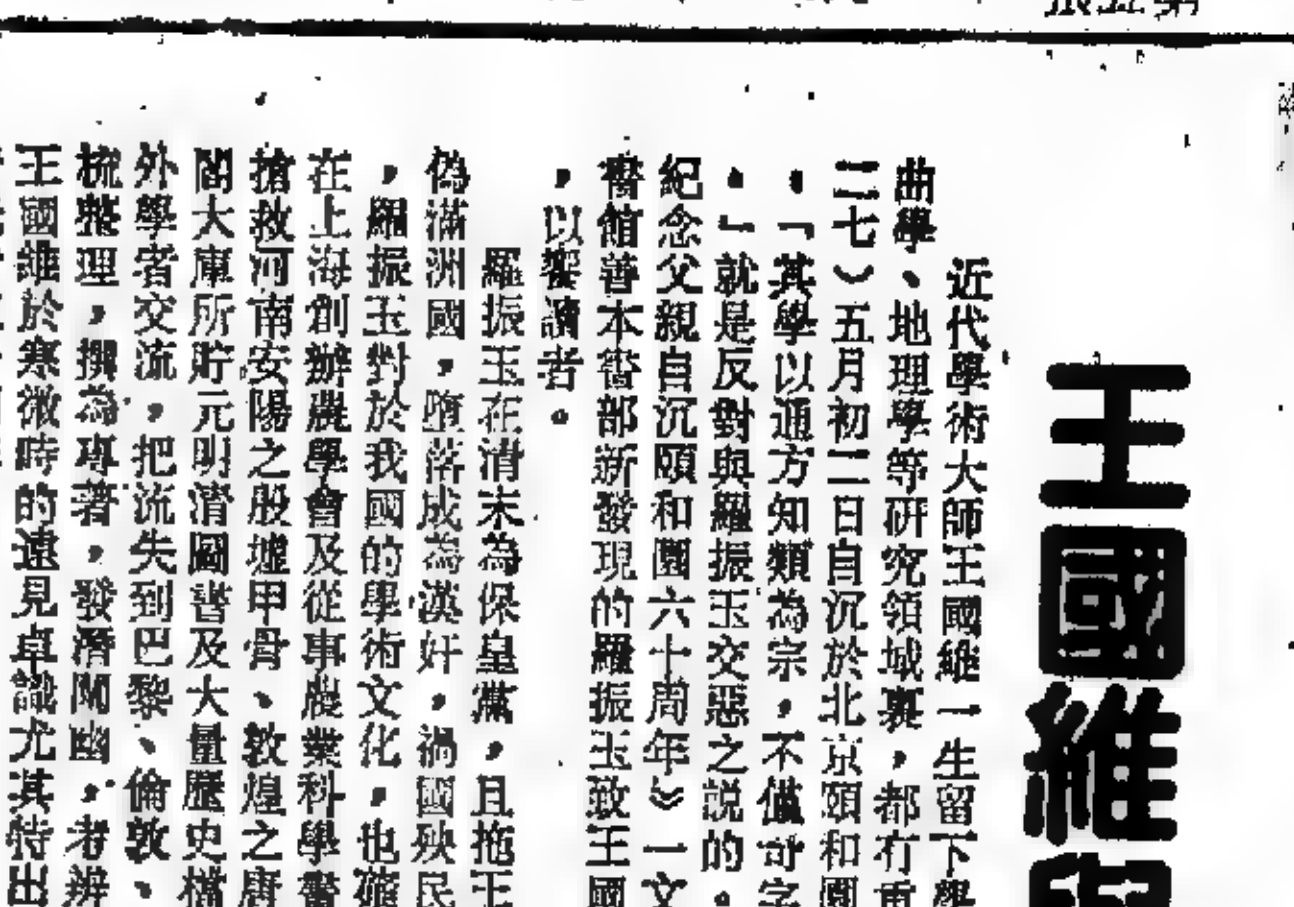 王國維與
近代學術大師王國維一生留下學
曲學、地理學等研究領域裏，都有重
二七）五月初二日自沉於北京頤和園
。「其學以通方知類為宗，不僅可字
。」就是反對與羅振玉交惡之説的。
紀念父親自沉頤和園六十周年》一文
書館善本書部新發現的羅振玉致王國
，以饗讀者。
羅振玉在清末為保皇黨，且拖王
偽滿洲國，墮落成為漢奸，禍國殃民
，羅振玉對於我國的學術文化，也確
在上海創辦農學會及從事農業科學書
搶救河南安陽之殷墟甲骨、敦煌之唐
閣大庫所貯元明清圖書及大量歷史檔
外學者交流，把流失到巴黎、倫敦、
梳整理，撰為專著，發潛闡幽，考辨
王國維於寒微時的遠見卓識尤其特出